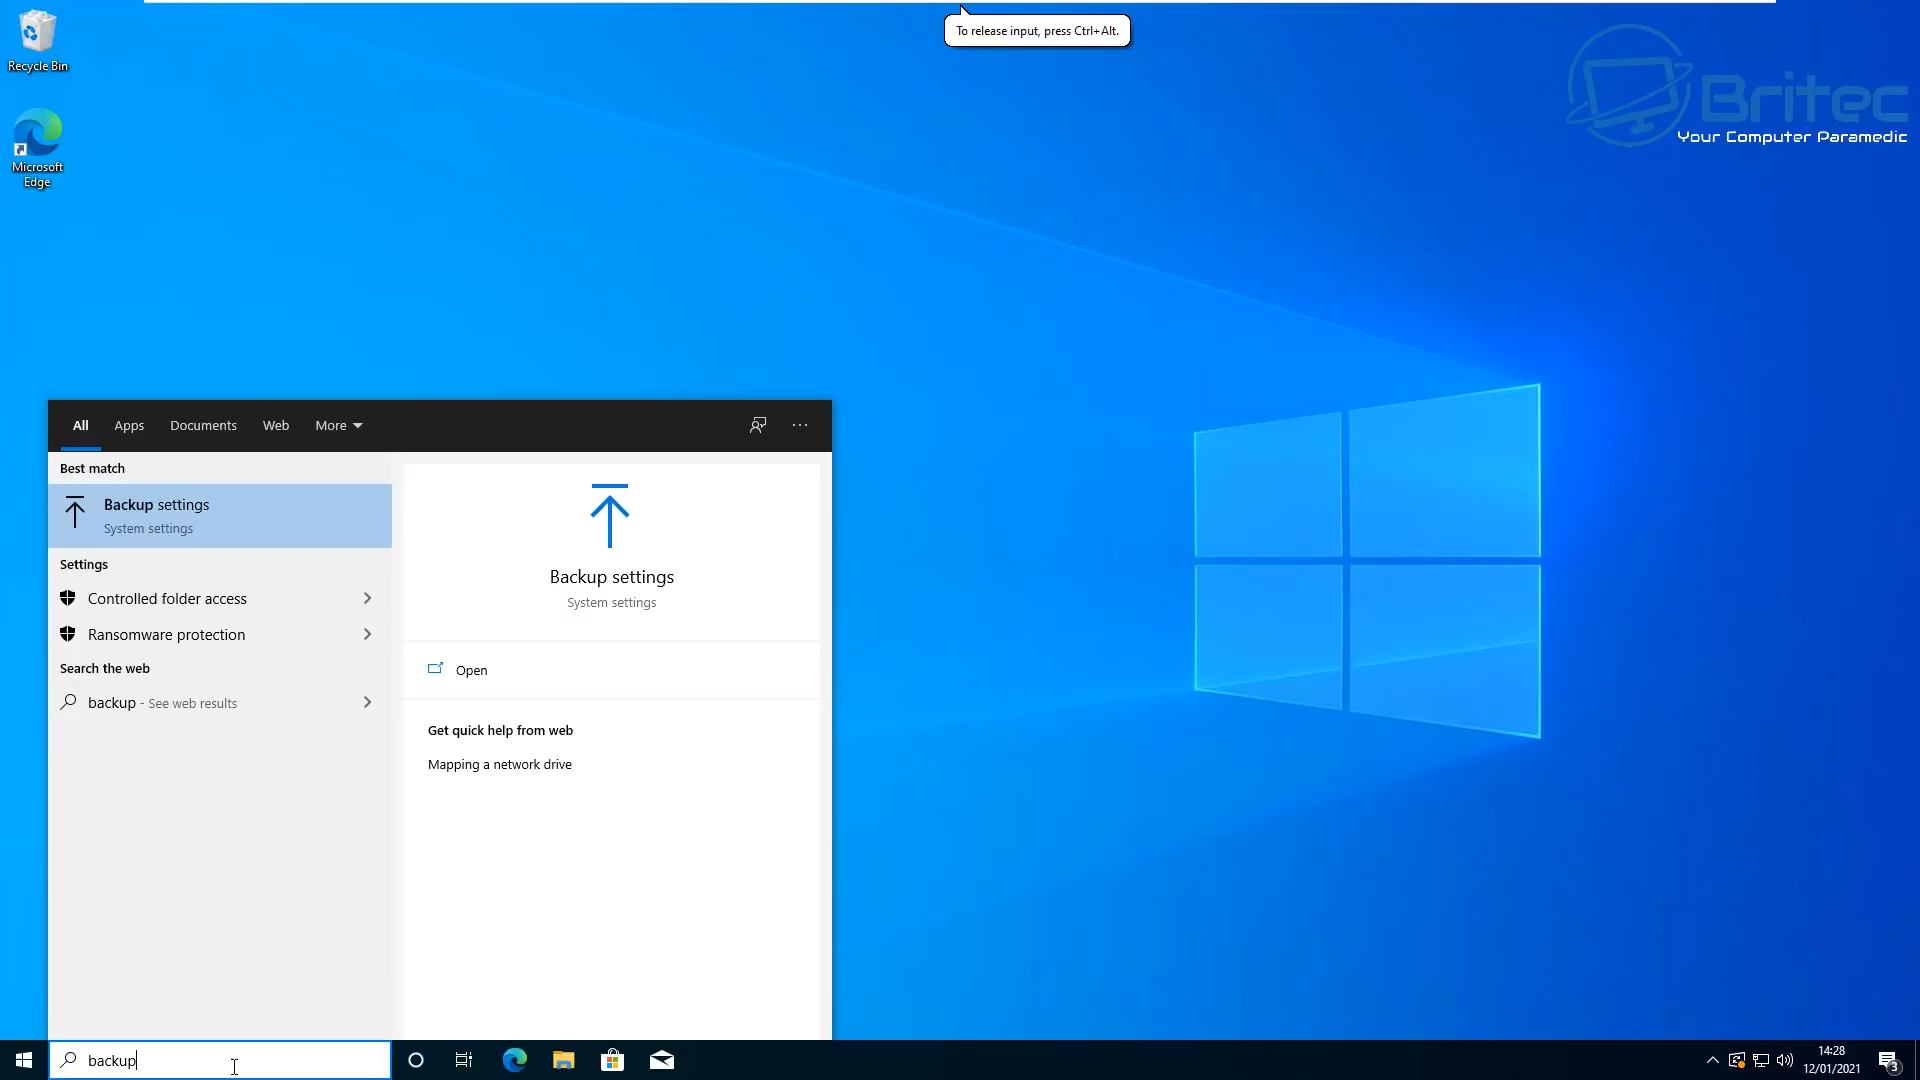 To release input, press Ctrl+Alt.
Recycle Bin
Britec
Your Computer Paramedic
Microsoft
Edge
All Apps Documents Web More ···
Best match
Backup settings
System settings
Settings
Controlled folder access
Ransomware protection
Search the web
backup - See web results
Backup settings
System settings
Open
Get quick help from web
Mapping a network drive
backup
14:28
12/01/2021
3